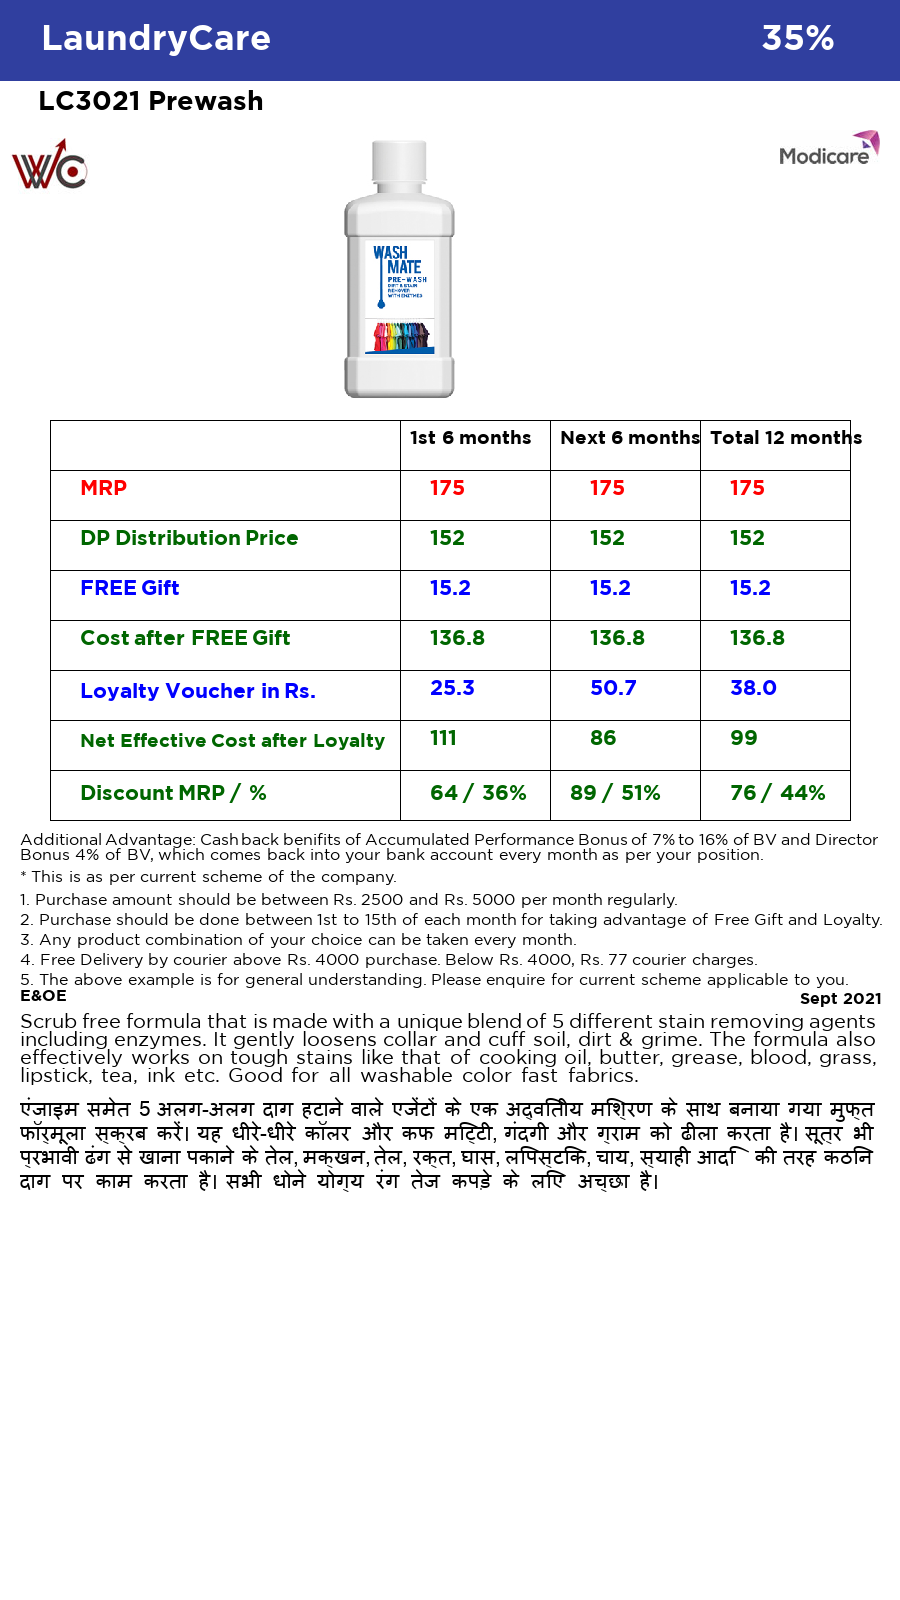 LaundryCare 35%
LC3021 Prewash
WC
Modicare
WASH
MATE
PRE-WASH
DIRT & STAIN
REMOVER
WITH ENZYMES
1st 6 months Next 6 months Total 12 months
MRP 175 175 175
DP Distribution Price 152 152 152
FREE Gift 15.2 15.2 15.2
Cost after FREE Gift 136.8 136.8 136.8
Loyalty Voucher in Rs. 25.3 50.7 38.0
Net Effective Cost after Loyalty 111 86 99
Discount MRP / % 64 / 36% 89 / 51% 76 / 44%
Additional Advantage: Cashback benifits of Accumulated Performance Bonus of 7% to 16% of BV and Director
Bonus 4% of BV, which comes back into your bank account every month as per your position.
* This is as per current scheme of the company.
1. Purchase amount should be between Rs. 2500 and Rs. 5000 per month regularly.
2. Purchase should be done between 1st to 15th of each month for taking advantage of Free Gift and Loyalty.
3. Any product combination of your choice can be taken every month.
4. Free Delivery by courier above Rs. 4000 purchase. Below Rs. 4000, Rs. 77 courier charges.
5. The above example is for general understanding. Please enquire for current scheme applicable to you.
E&OE
Sept 2021
Scrub free formula that is made with a unique blend of 5 different stain removing agents
including enzymes. It gently loosens collar and cuff soil, dirt & grime. The formula also
effectively works on tough stains like that of cooking oil, butter, grease, blood, grass,
lipstick, tea, ink etc. Good for all washable color fast fabrics.
एंजाइम समेत 5 अलग-अलग दाग हटाने वाले एजेंटों के एक अद्वितीय मिश्रण के साथ बनाया गया मुफ्त
फॉर्मूला स्क्रब करें। यह धीरे-धीरे कॉलर और कफ मिट्टी, गंदगी और ग्राम को ढीला करता है। सूत्र भी
प्रभावी ढंग से खाना पकाने के तेल, मक्खन, तेल, रक्त, घास, लिपस्टिक, चाय, स्याही आदि की तरह कठिन
दाग पर काम करता है। सभी धोने योग्य रंग तेज कपड़े के लिए अच्छा है।